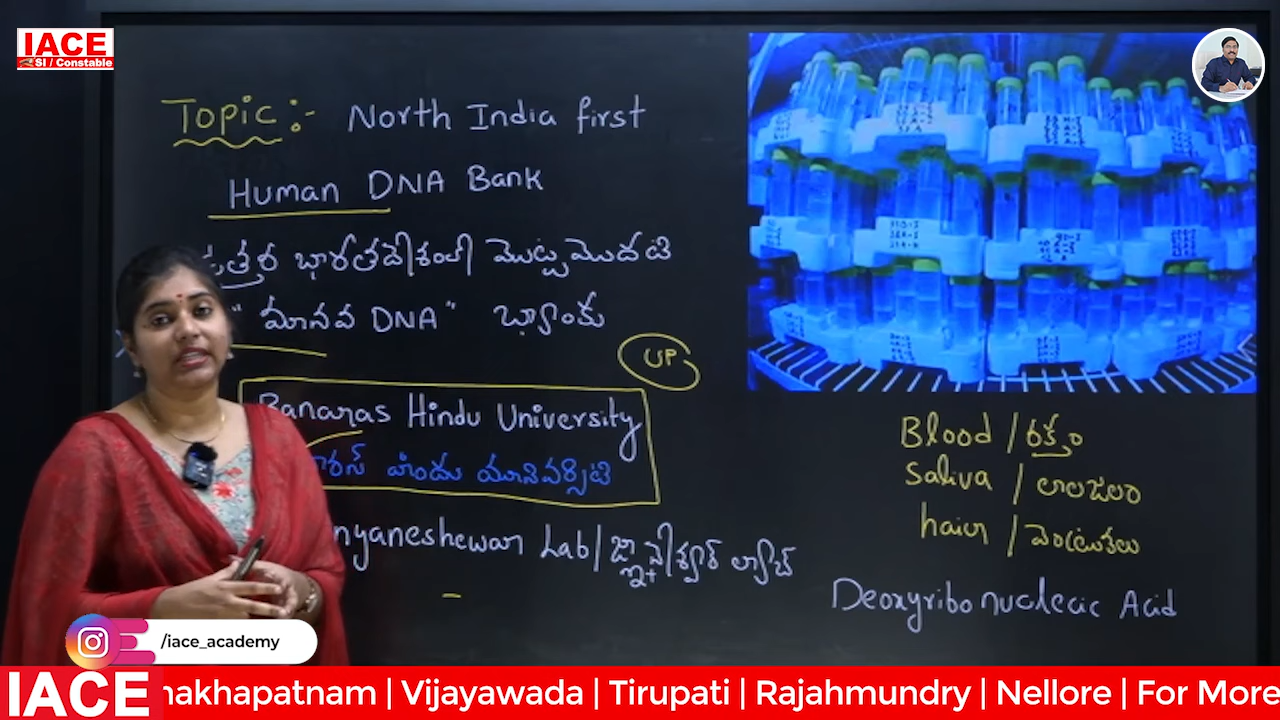 IACE
SI / Constable
Topic :- North India first
Human DNA Bank
ఉత్తర భారతదేశంలో మొట్టమొదటి
"మానవ DNA" బ్యాంకు
UP
Banaras Hindu University
హిందూ యూనివర్సిటి
nyaneshewar Lab / జ్ఞానేశ్వర్ ల్యాబ్
Blood / రక్తం
Saliva / లాలజలం
hair / వెంట్రుకలు
Deoxyribo nucleic Acid
/iace_academy
IACE
hakhapatnam | Vijayawada | Tirupati | Rajahmundry | Nellore | For More